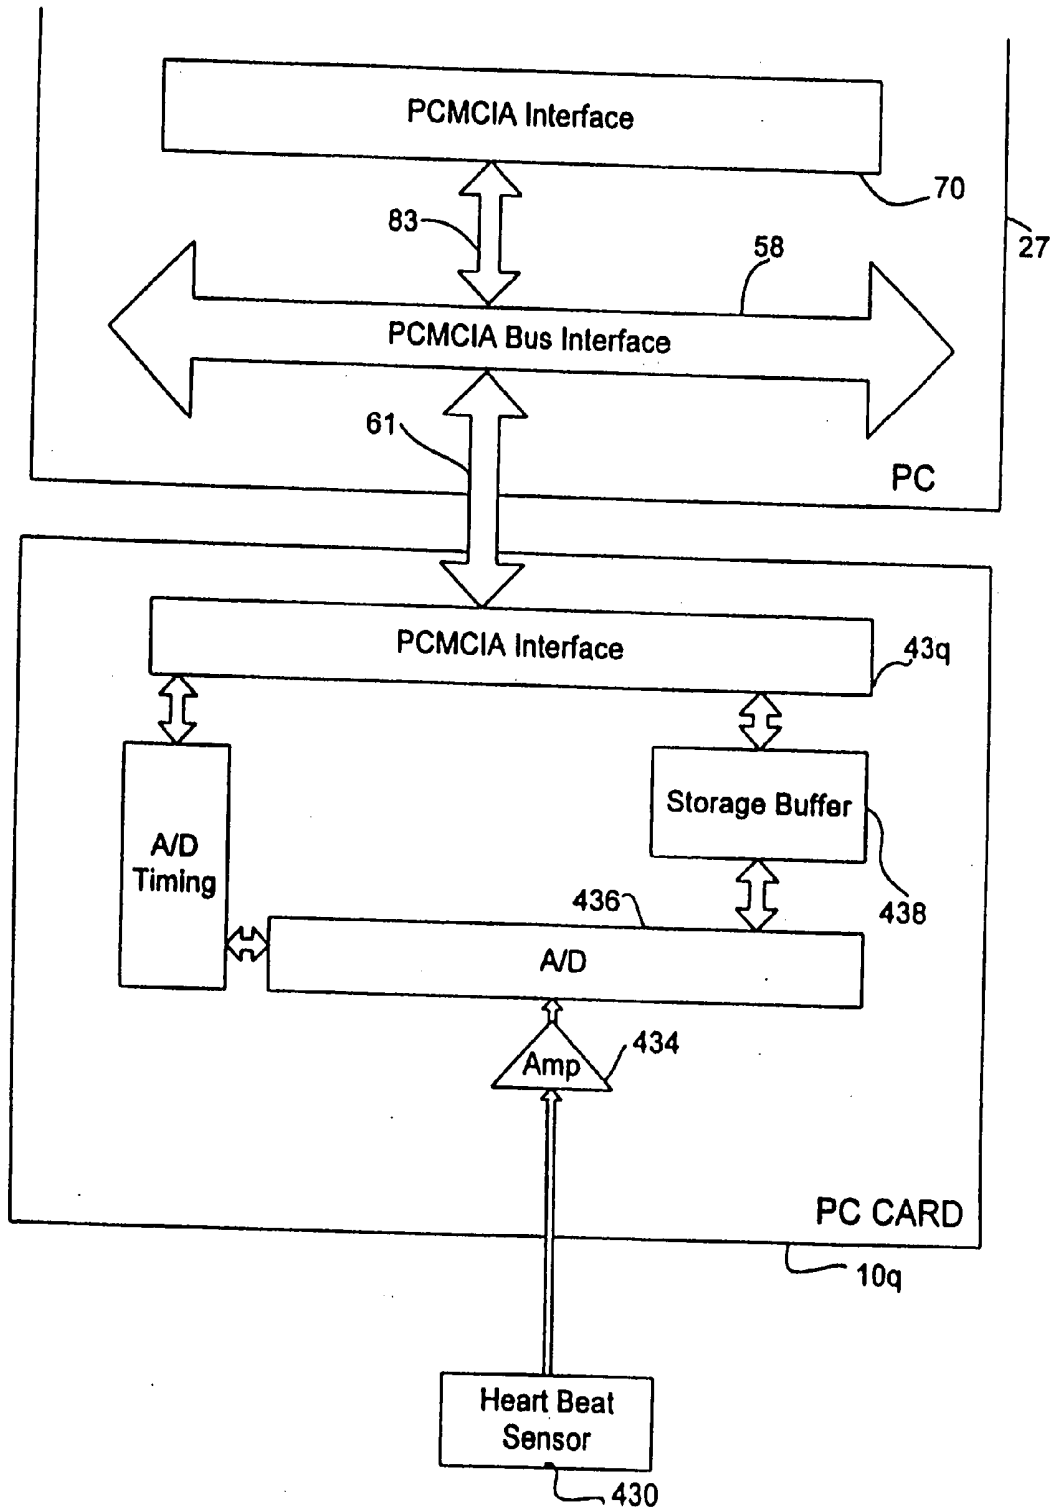 PCMCIA Interface
70
83
27
58
PCMCIA Bus Interface
61
PC
PCMCIA Interface
43q
Storage Buffer
A/D
Timing
438
436
A/D
434
Amp
PC CARD
10q
Heart Beat
Sensor
430